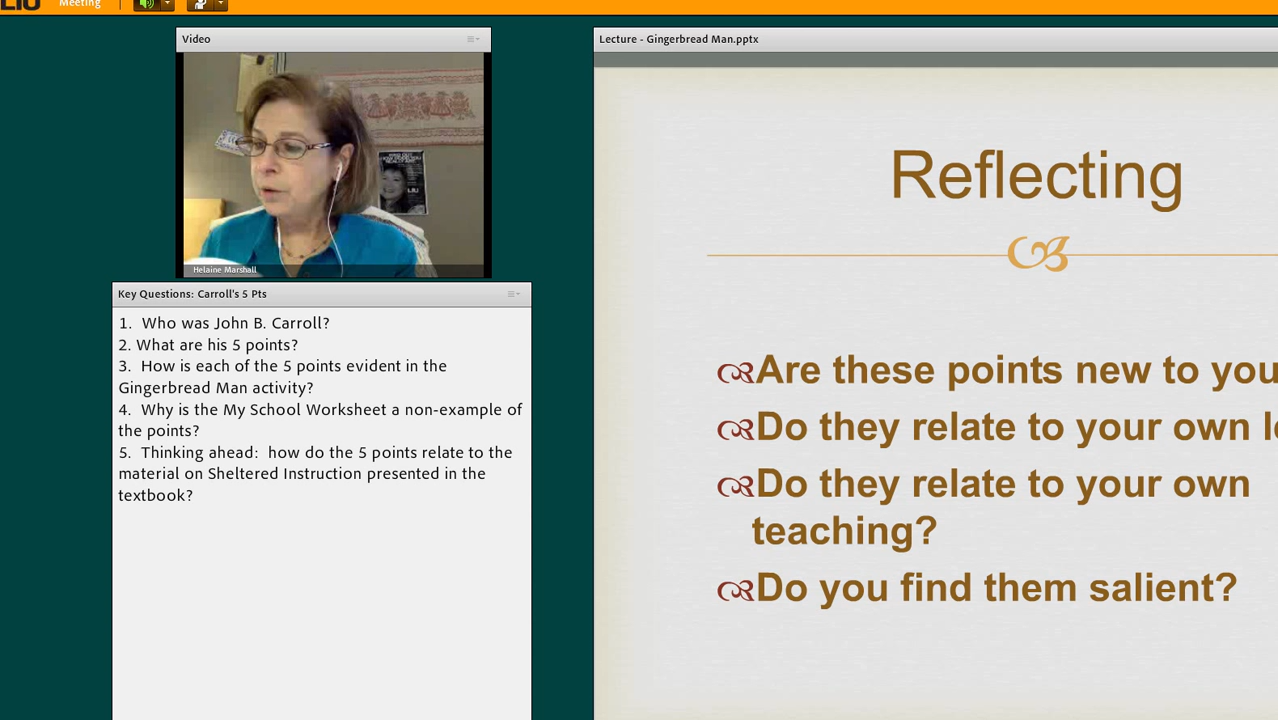 LIU
Meeting
Video
Helaine Marshall
Key Questions: Carroll's 5 Pts
1. Who was John B. Carroll?
2. What are his 5 points?
3. How is each of the 5 points evident in the
Gingerbread Man activity?
4. Why is the My School Worksheet a non-example of
the points?
5. Thinking ahead: how do the 5 points relate to the
material on Sheltered Instruction presented in the
textbook?
Lecture - Gingerbread Man.pptx
Reflecting
Are these points new to you
Do they relate to your own
Do they relate to your own
teaching?
Do you find them salient?